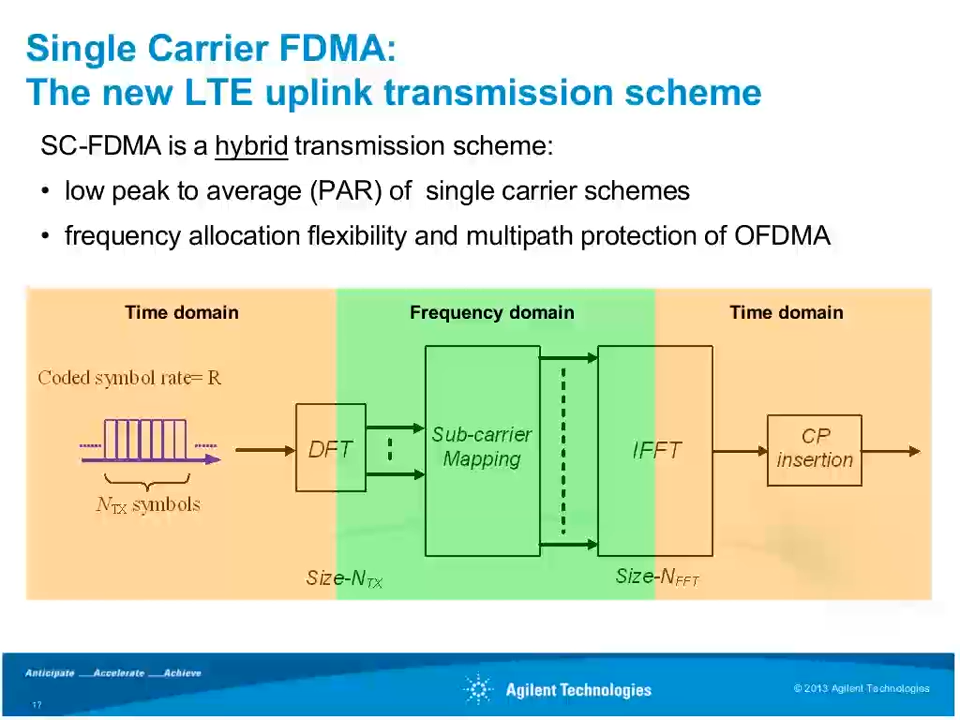 Single Carrier FDMA:
The new LTE uplink transmission scheme
SC-FDMA is a hybrid transmission scheme:
• low peak to average (PAR) of single carrier schemes
• frequency allocation flexibility and multipath protection of OFDMA
Time domain
Frequency domain
Time domain
Coded symbol rate= R
DFT
Sub-carrier
Mapping
IFFT
CP
insertion
NTX symbols
Size-NTX
Size-NFFT
Anticipate __Accelerate __Achieve
17
Agilent Technologies
© 2013 Agilent Technologies